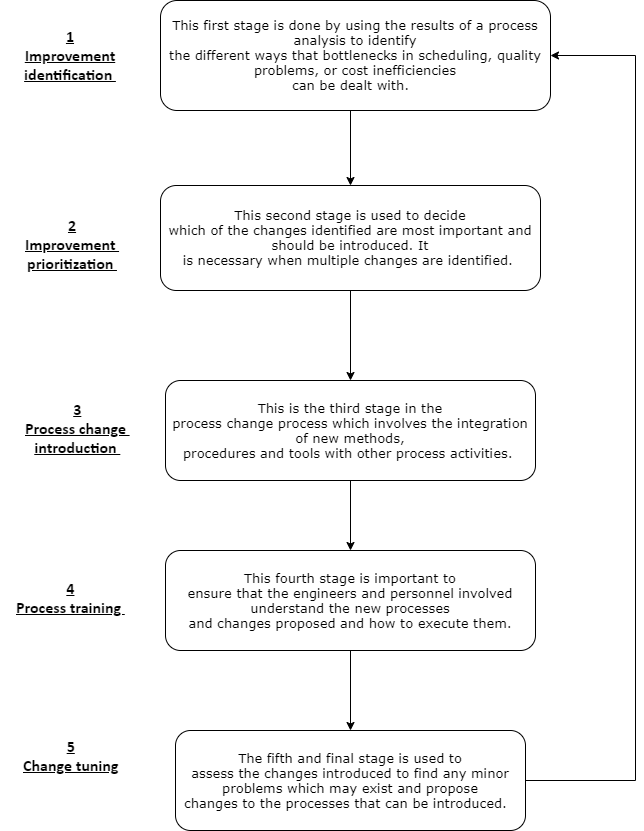 1
Improvement
identification
This first stage is done by using the results of a process
analysis to identify
the different ways that bottlenecks in scheduling, quality
problems, or cost inefficiencies
can be dealt with.
2
Improvement
prioritization
This second stage is used to decide
which of the changes identified are most important and
should be introduced. It
is necessary when multiple changes are identified.
3
Process change
introduction
This is the third stage in the
process change process which involves the integration
of new methods,
procedures and tools with other process activities.
4
Process training
This fourth stage is important to
ensure that the engineers and personnel involved
understand the new processes
and changes proposed and how to execute them.
5
Change tuning
The fifth and final stage is used to
assess the changes introduced to find any minor
problems which may exist and propose
changes to the processes that can be introduced.